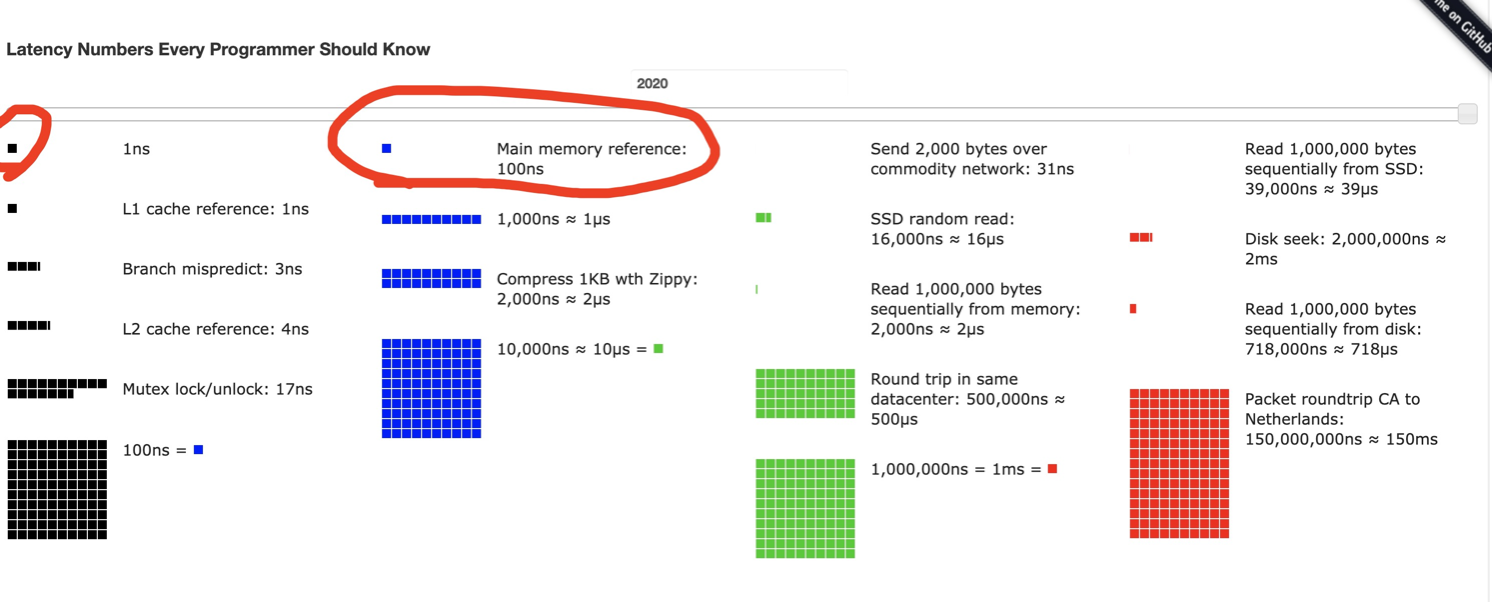 me on GitHub
Latency Numbers Every Programmer Should Know
2020
1ns
L1 cache reference: 1ns
Branch mispredict: 3ns
L2 cache reference: 4ns
Mutex lock/unlock: 17ns
100ns =
Main memory reference:
100ns
1,000ns ≈ 1μs
Compress 1KB wth Zippy:
2,000ns ≈ 2μs
10,000ns ≈ 10μs =
Send 2,000 bytes over
commodity network: 31ns
SSD random read:
16,000ns ≈ 16μs
Read 1,000,000 bytes
sequentially from memory:
2,000ns ≈ 2μs
Round trip in same
datacenter: 500,000ns ≈
500μs
1,000,000ns = 1ms =
Read 1,000,000 bytes
sequentially from SSD:
39,000ns ≈ 39μs
Disk seek: 2,000,000ns ≈
2ms
Read 1,000,000 bytes
sequentially from disk:
718,000ns ≈ 718μs
Packet roundtrip CA to
Netherlands:
150,000,000ns ≈ 150ms